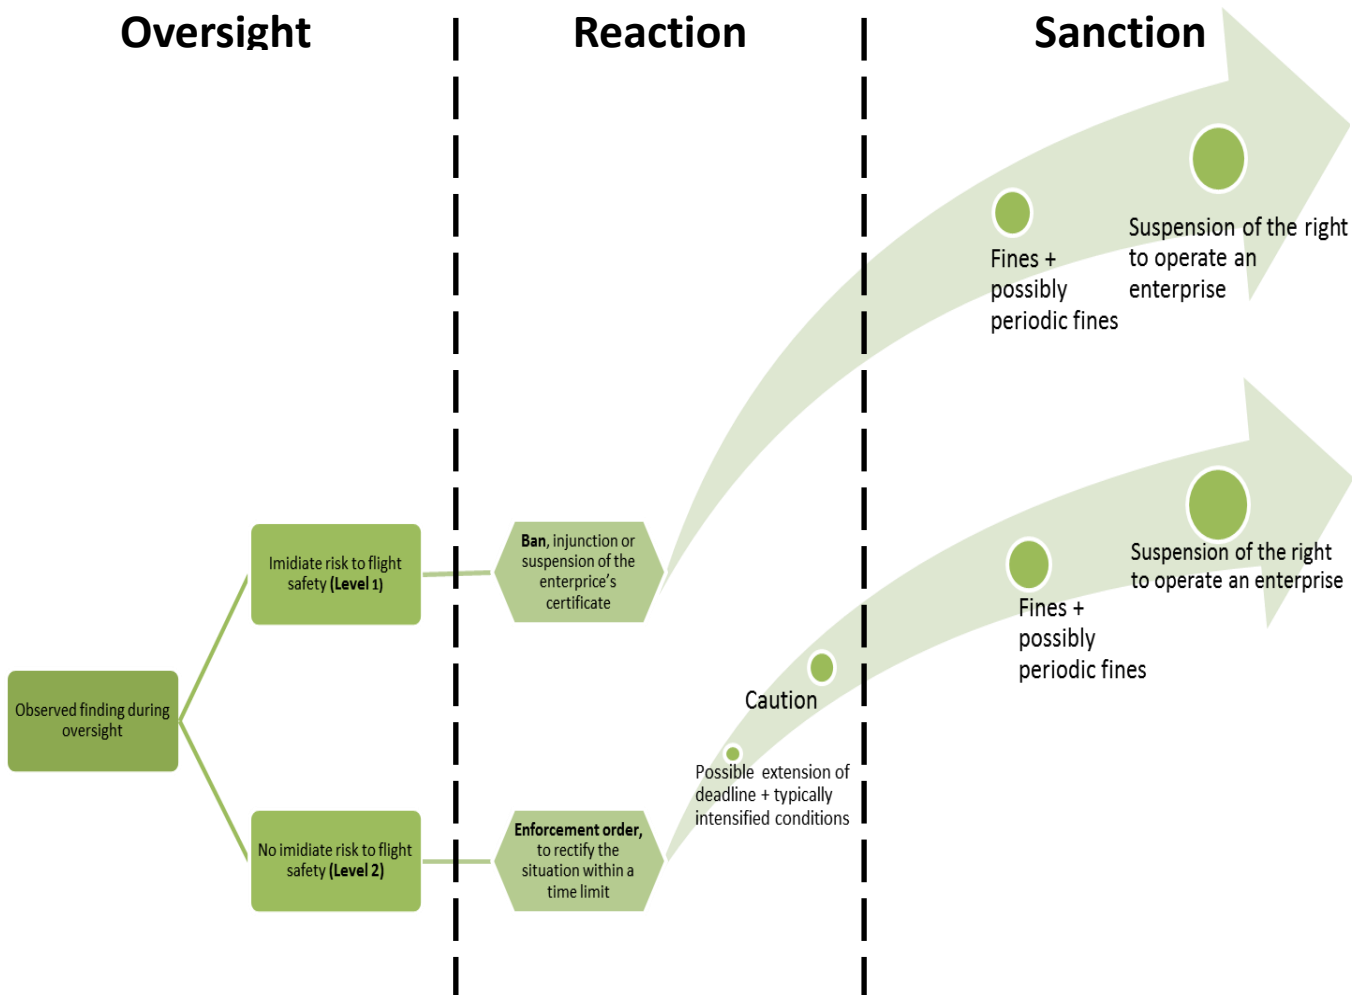 Oversight
Reaction
Sanction
Fines +
possibly
periodic fines
Suspension of the right
to operate an
enterprise
Imidiate risk to flight
safety (Level 1)
Ban, injunction or
suspension of the
enterprice's
certificate
Suspension of the right
to operate an enterprise
Fines +
possibly
periodic fines
Observed finding during
oversight
Caution
Possible extension of
deadline + typically
intensified conditions
No imidiate risk to flight
safety (Level 2)
Enforcement order,
to rectify the
situation within a
time limit